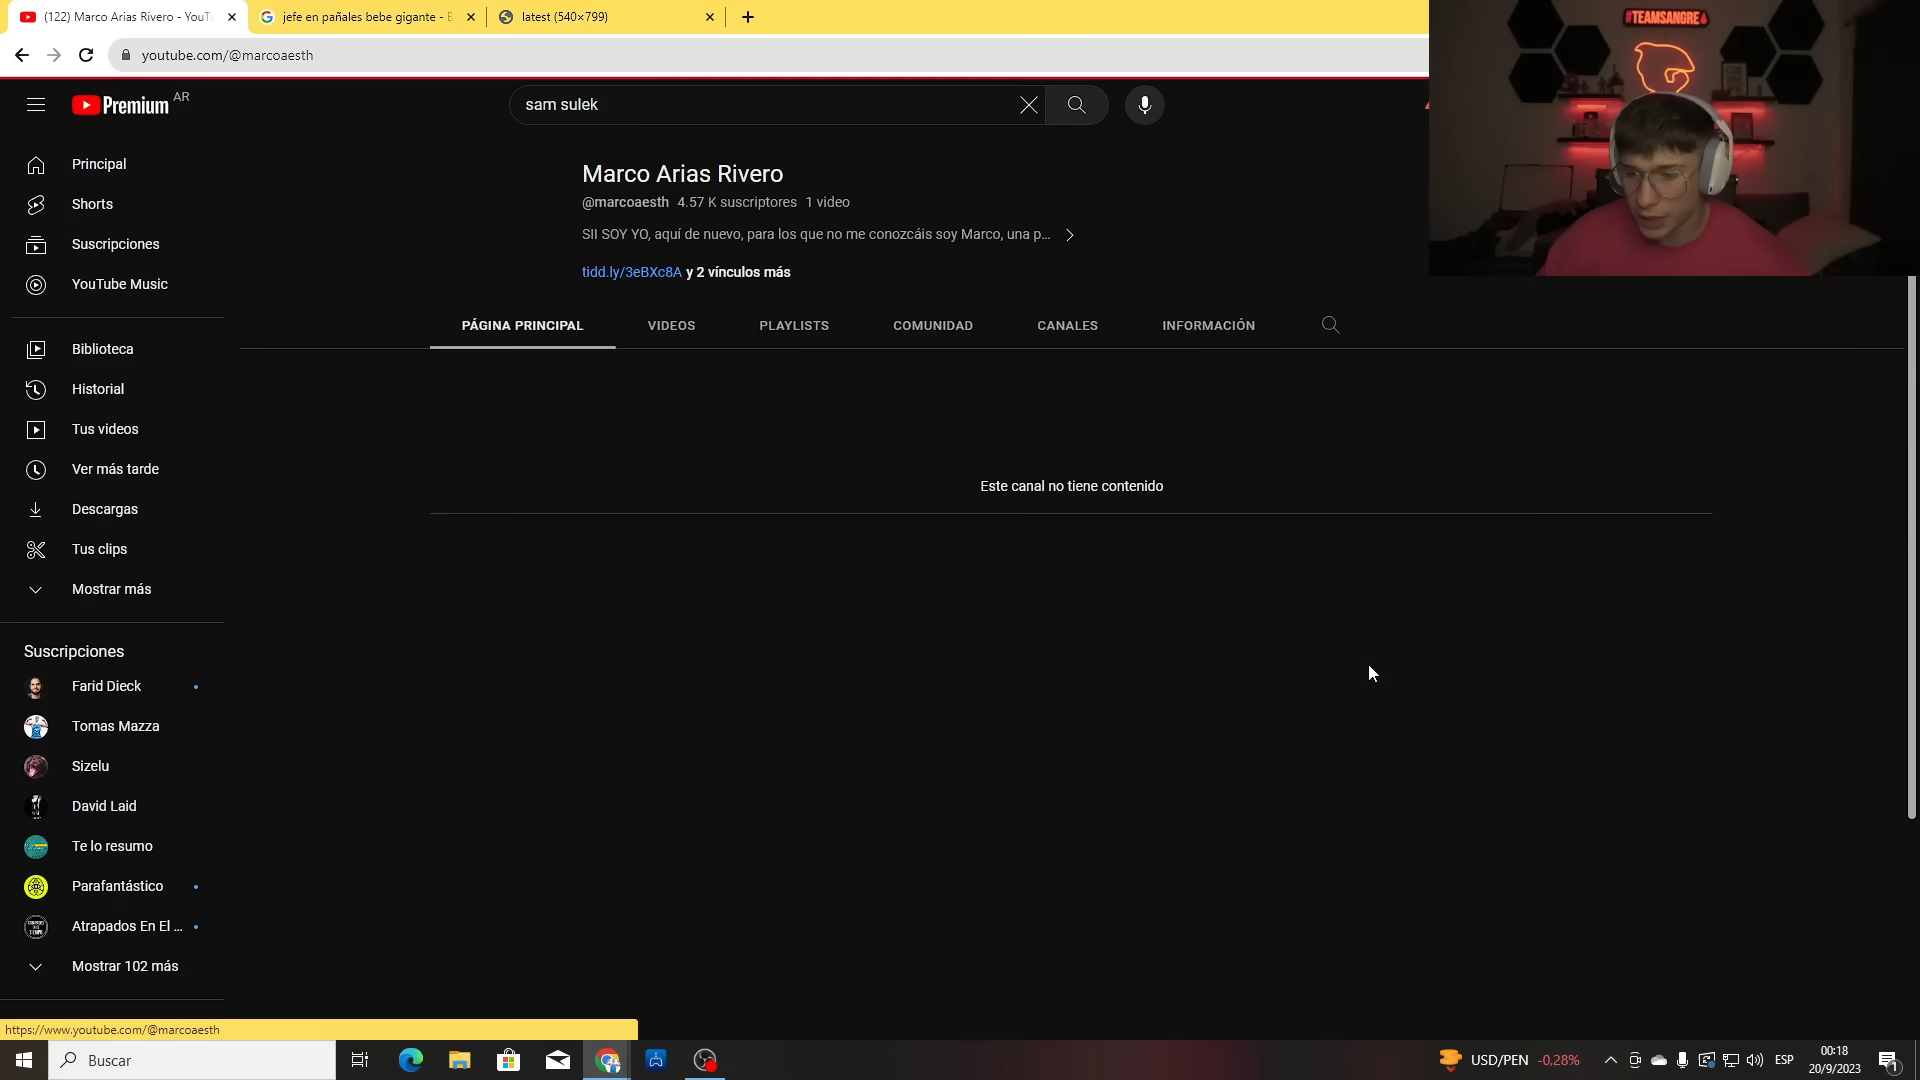 (122) Marco Arias Rivero - YouT
jefe en pañales bebe gigante - B
latest (540×799)
youtube.com/@marcoaesth
Premium AR
sam sulek
#TEAMSANGRE
Principal
Shorts
Suscripciones
YouTube Music
Biblioteca
Historial
Tus videos
Ver más tarde
Descargas
Tus clips
Mostrar más
Suscripciones
Farid Dieck
Tomas Mazza
Sizelu
David Laid
Te lo resumo
Parafantástico
Atrapados En El ...
Mostrar 102 más
Marco Arias Rivero
@marcoaesth 4.57 K suscriptores 1 video
SII SOY YO, aquí de nuevo, para los que no me conozcáis soy Marco, una p...
tidd.ly/3eBXc8A y 2 vínculos más
PÁGINA PRINCIPAL VIDEOS PLAYLISTS COMUNIDAD CANALES INFORMACIÓN
Este canal no tiene contenido
https://www.youtube.com/@marcoaesth
Buscar
USD/PEN -0,28%
ESP
00:18
20/9/2023
1